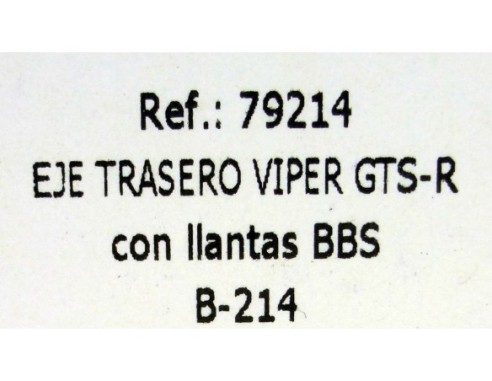 Ref.: 79214
EJE TRASERO VIPER GTS-R
con llantas BBS
B-214